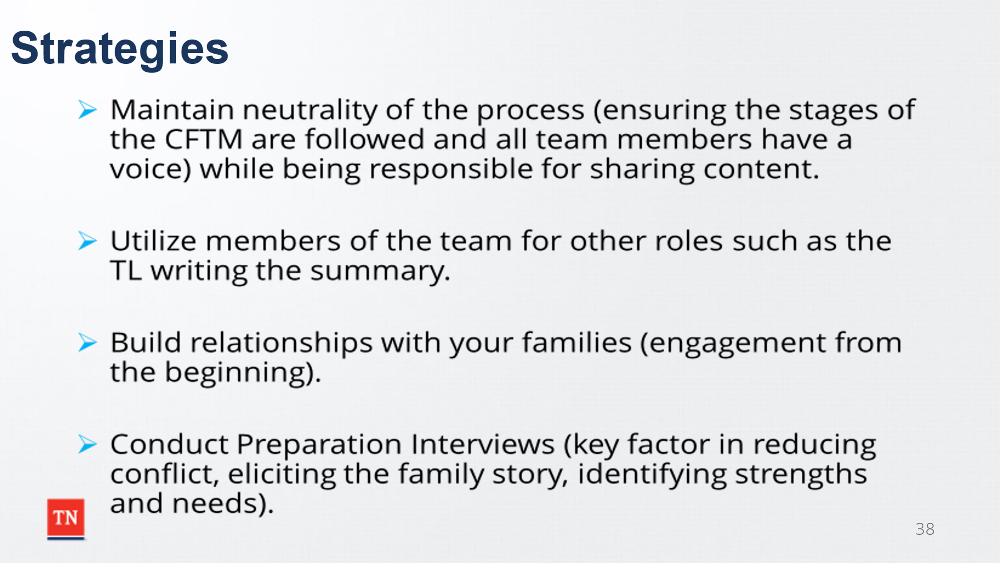 Strategies
Maintain neutrality of the process (ensuring the stages of
the CFTM are followed and all team members have a
voice) while being responsible for sharing content.
Utilize members of the team for other roles such as the
TL writing the summary.
Build relationships with your families (engagement from
the beginning).
Conduct Preparation Interviews (key factor in reducing
conflict, eliciting the family story, identifying strengths
and needs).
TN
38